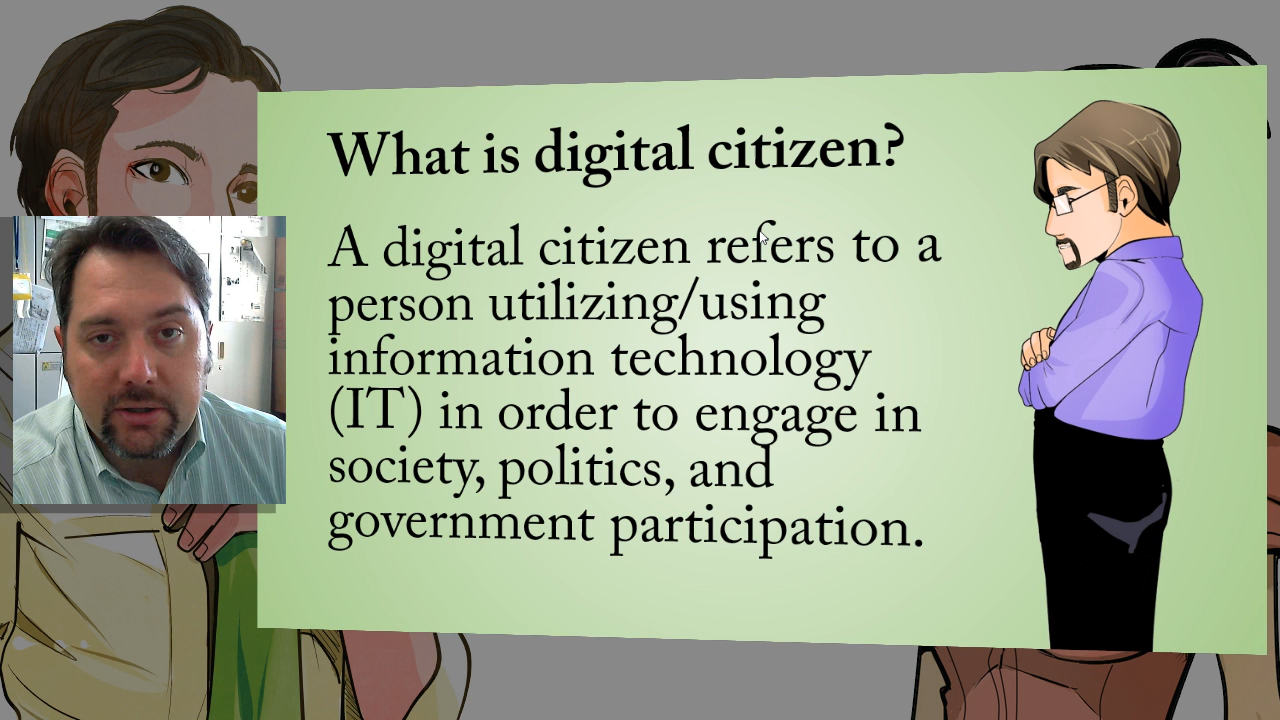 What is digital citizen?
A digital citizen refers to a
person utilizing/using
information technology
(IT) in order to engage in
society, politics, and
government participation.